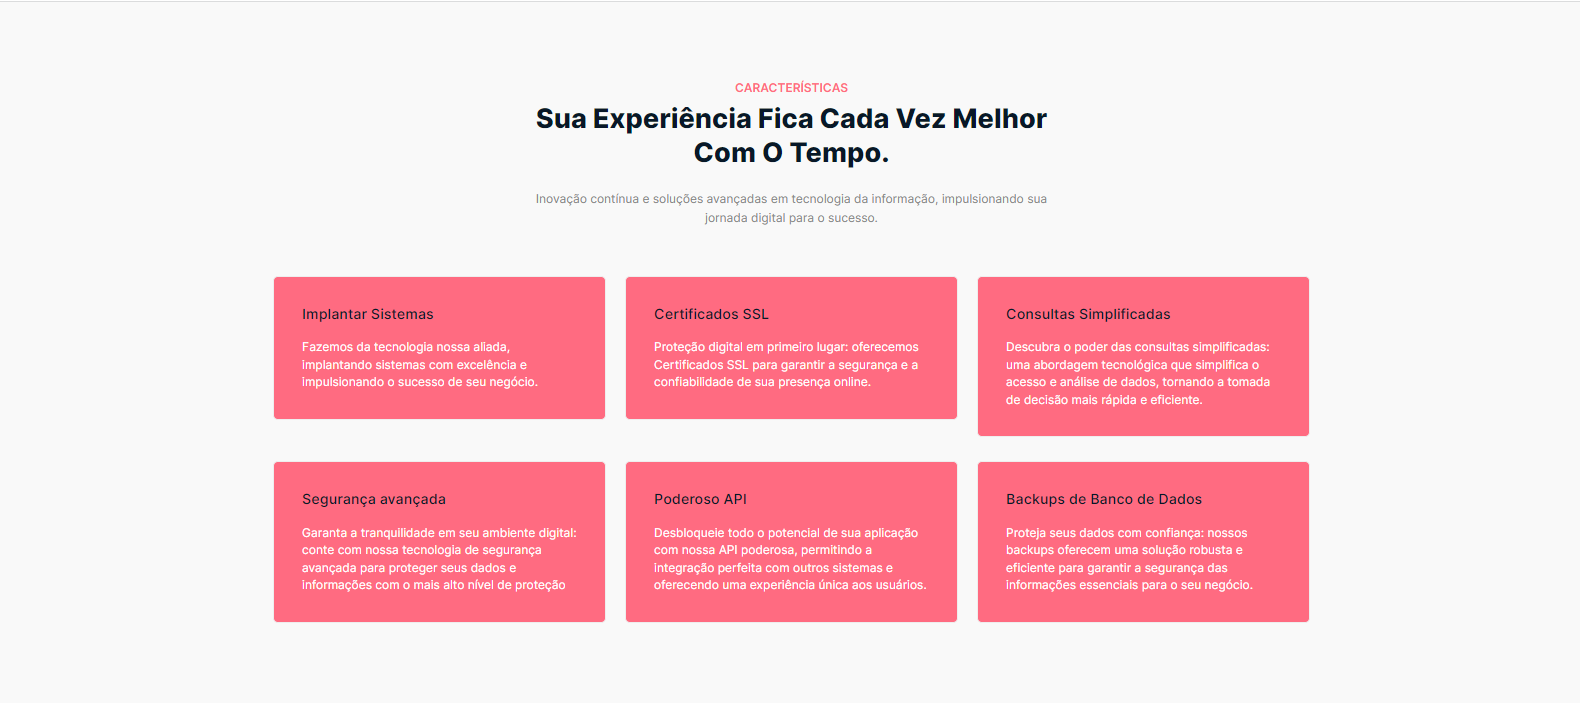 CARACTERÍSTICAS
Sua Experiência Fica Cada Vez Melhor
Com O Tempo.
Inovação contínua e soluções avançadas em tecnologia da informação, impulsionando sua
jornada digital para o sucesso.
Implantar Sistemas
Fazemos da tecnologia nossa aliada,
implantando sistemas com excelência e
impulsionando o sucesso de seu negócio.
Certificados SSL
Proteção digital em primeiro lugar: oferecemos
Certificados SSL para garantir a segurança e a
confiabilidade de sua presença online.
Consultas Simplificadas
Descubra o poder das consultas simplificadas:
uma abordagem tecnológica que simplifica o
acesso e análise de dados, tornando a tomada
de decisão mais rápida e eficiente.
Segurança avançada
Garanta a tranquilidade em seu ambiente digital:
conte com nossa tecnologia de segurança
avançada para proteger seus dados e
informações com o mais alto nível de proteção
Poderoso API
Desbloqueie todo o potencial de sua aplicação
com nossa API poderosa, permitindo a
integração perfeita com outros sistemas e
oferecendo uma experiência única aos usuários.
Backups de Banco de Dados
Proteja seus dados com confiança: nossos
backups oferecem uma solução robusta e
eficiente para garantir a segurança das
informações essenciais para o seu negócio.